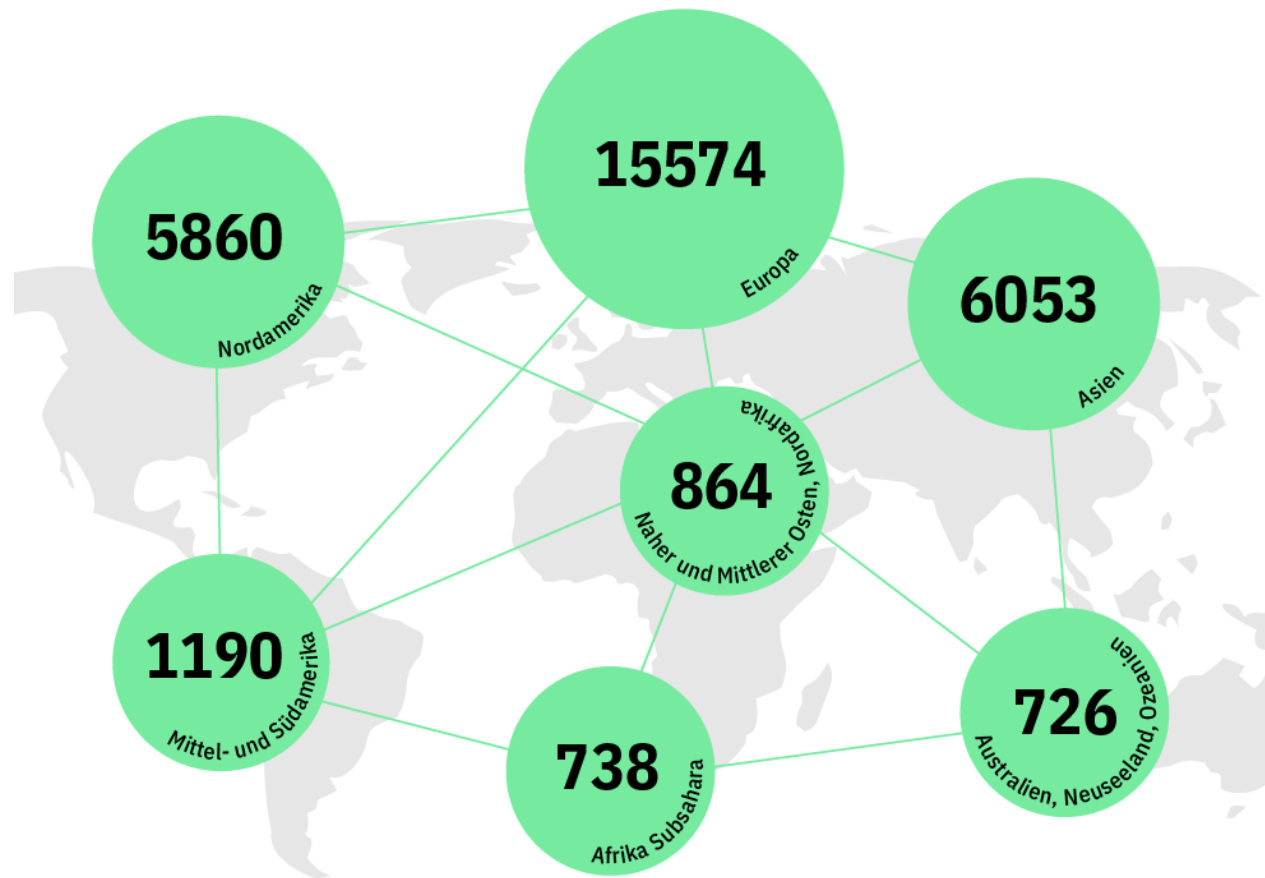 15574
Europa
5860
Nordamerika
6053
Asien
864
Naher und Mittlerer Osten, Nordafrika
1190
Mittel- und Südamerika
726
Australien, Neuseeland, Ozeanien
738
Afrika Subsahara